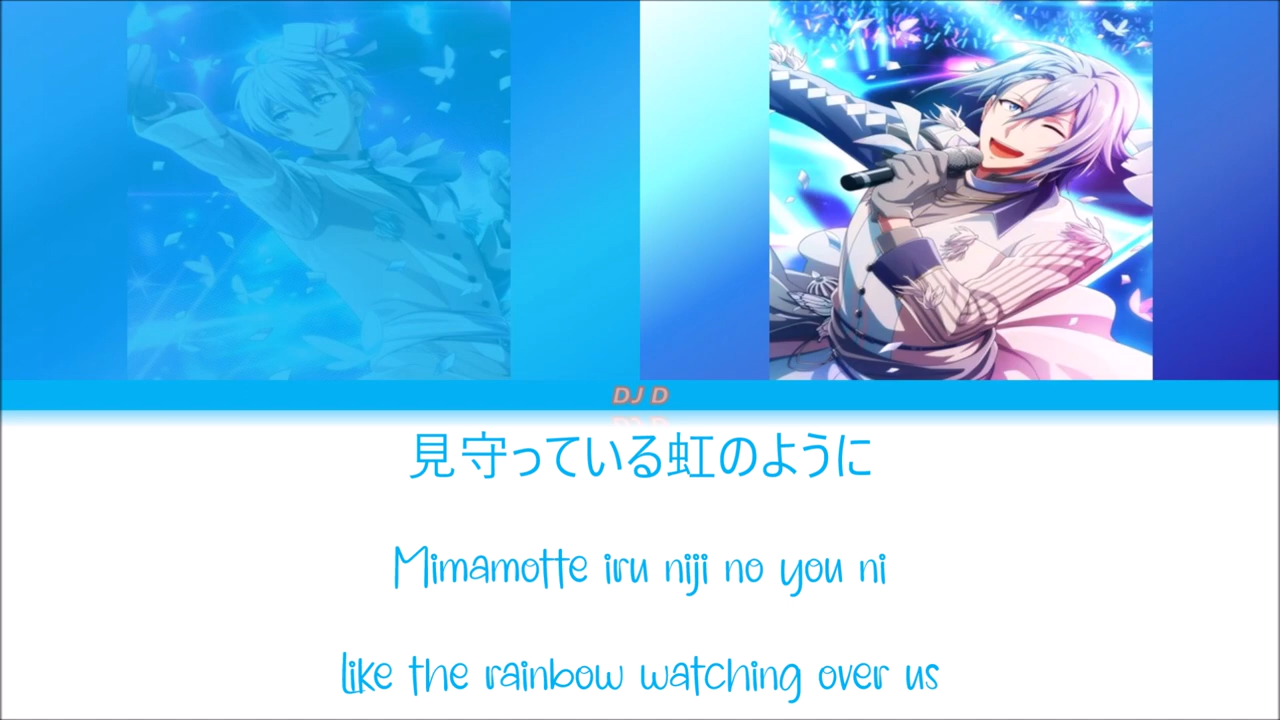 DJ D
見守っている虹のように
Mimamotte iru niji no you ni
like the rainbow watching over us